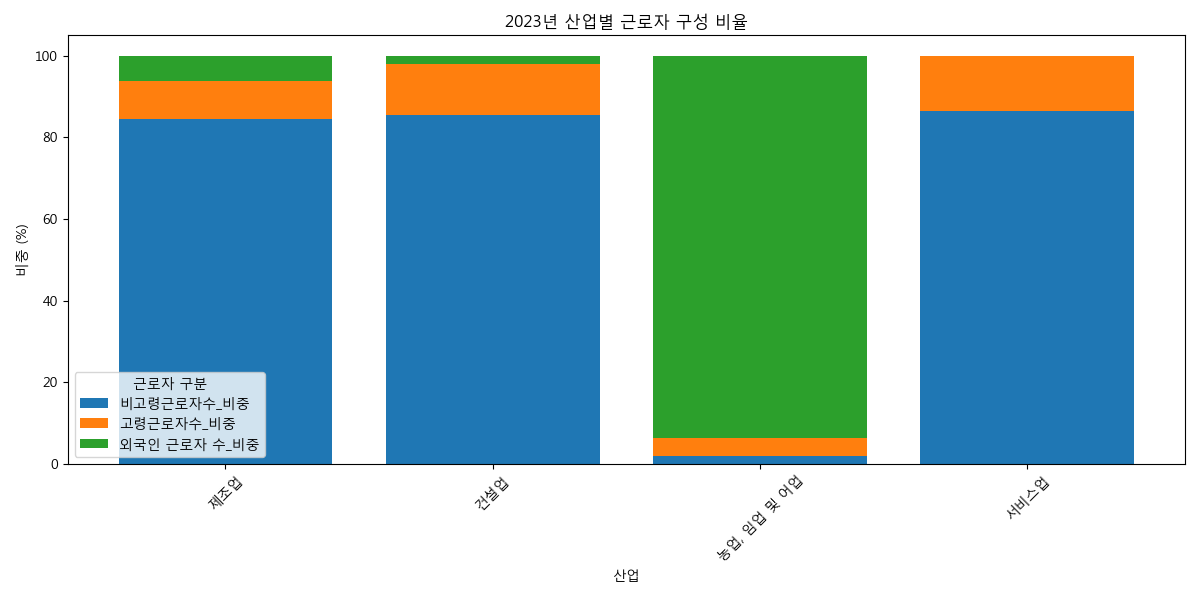 2023년 산업별 근로자 구성 비율
비중 (%)
100
80
60
40
20
0
근로자 구분
비고령근로자수_비중
고령근로자수_비중
외국인 근로자 수_비중
제조업
건설업
농업, 임업 및 어업
서비스업
산업